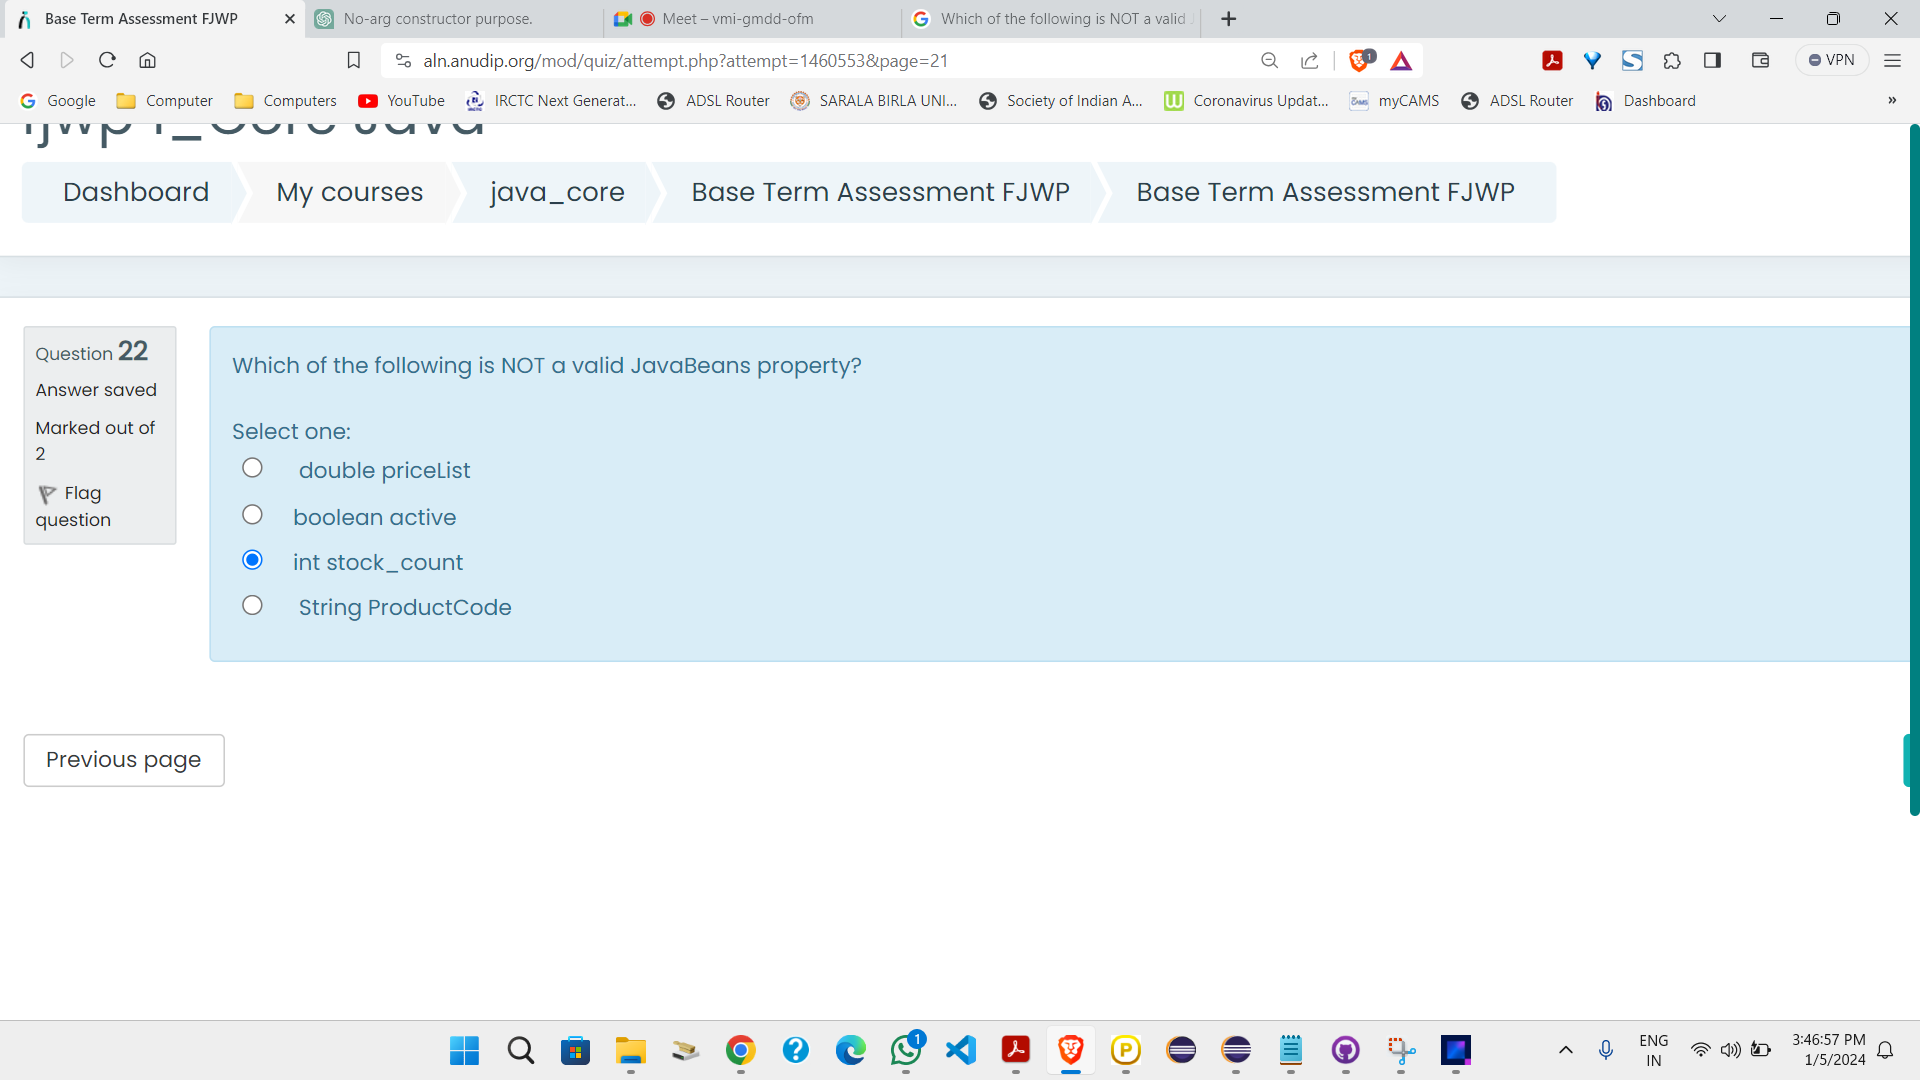 Base Term Assessment FJWP
No-arg constructor purpose.
Meet – vmi-gmdd-ofm
Which of the following is NOT a valid
aln.anudip.org/mod/quiz/attempt.php?attempt=1460553&page=21
1
VPN
Google
Computer
Computers
YouTube
IRCTC Next Generat...
ADSL Router
SARALA BIRLA UNI...
Society of Indian A...
Coronavirus Updat...
myCAMS
ADSL Router
Dashboard
»
fjwp 1_Core Java
Dashboard
My courses
java_core
Base Term Assessment FJWP
Base Term Assessment FJWP
Question 22
Answer saved
Marked out of
2
Flag
question
Which of the following is NOT a valid JavaBeans property?
Select one:
double priceList
boolean active
int stock_count
String ProductCode
Previous page
1
ENG
IN
3:46:57 PM
1/5/2024